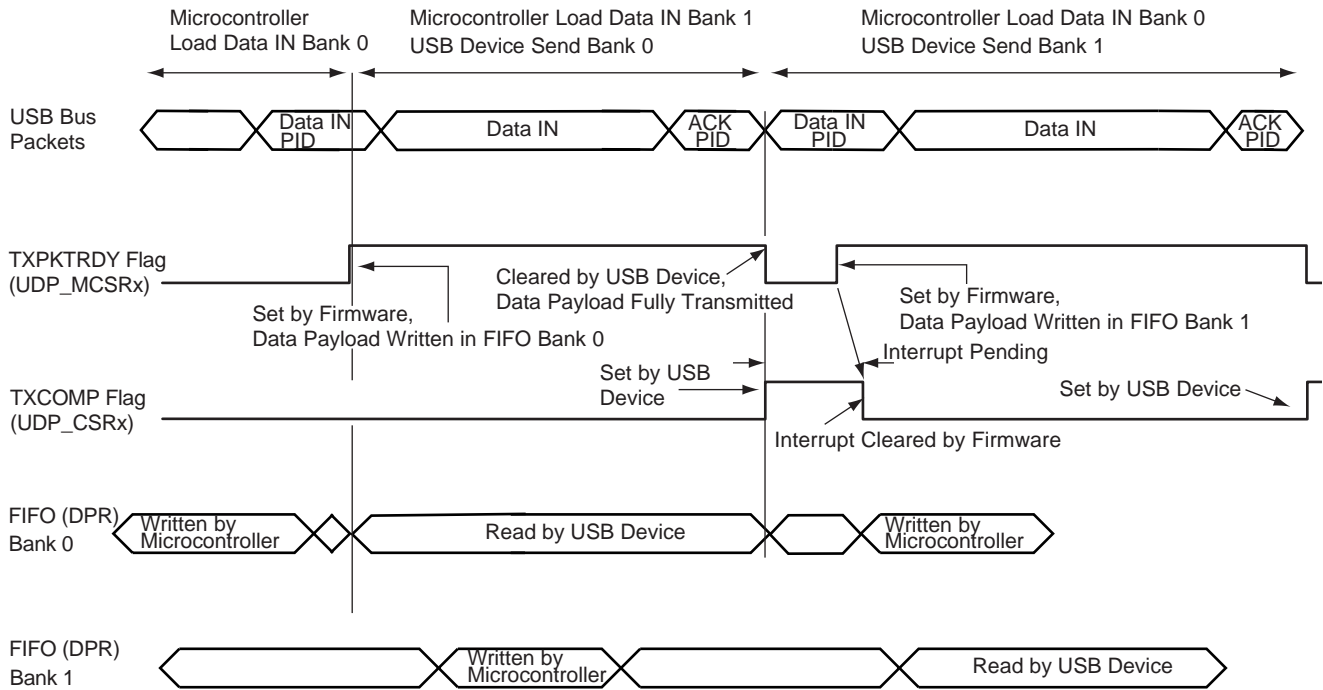 Microcontroller
Load Data IN Bank 0
Microcontroller Load Data IN Bank 1
USB Device Send Bank 0
Microcontroller Load Data IN Bank 0
USB Device Send Bank 1
USB Bus
Packets
Data IN
PID
Data IN
ACK
PID
Data IN
PID
Data IN
ACK
PID
TXPKTRDY Flag
(UDP_MCSRx)
Set by Firmware,
Data Payload Written in FIFO Bank 0
Cleared by USB Device,
Data Payload Fully Transmitted
Set by Firmware,
Data Payload Written in FIFO Bank 1
Interrupt Pending
TXCOMP Flag
(UDP_CSRx)
Set by USB
Device
Set by USB Device
Interrupt Cleared by Firmware
FIFO (DPR)
Bank 0
Written by
Microcontroller
Read by USB Device
Written by
Microcontroller
FIFO (DPR)
Bank 1
Written by
Microcontroller
Read by USB Device